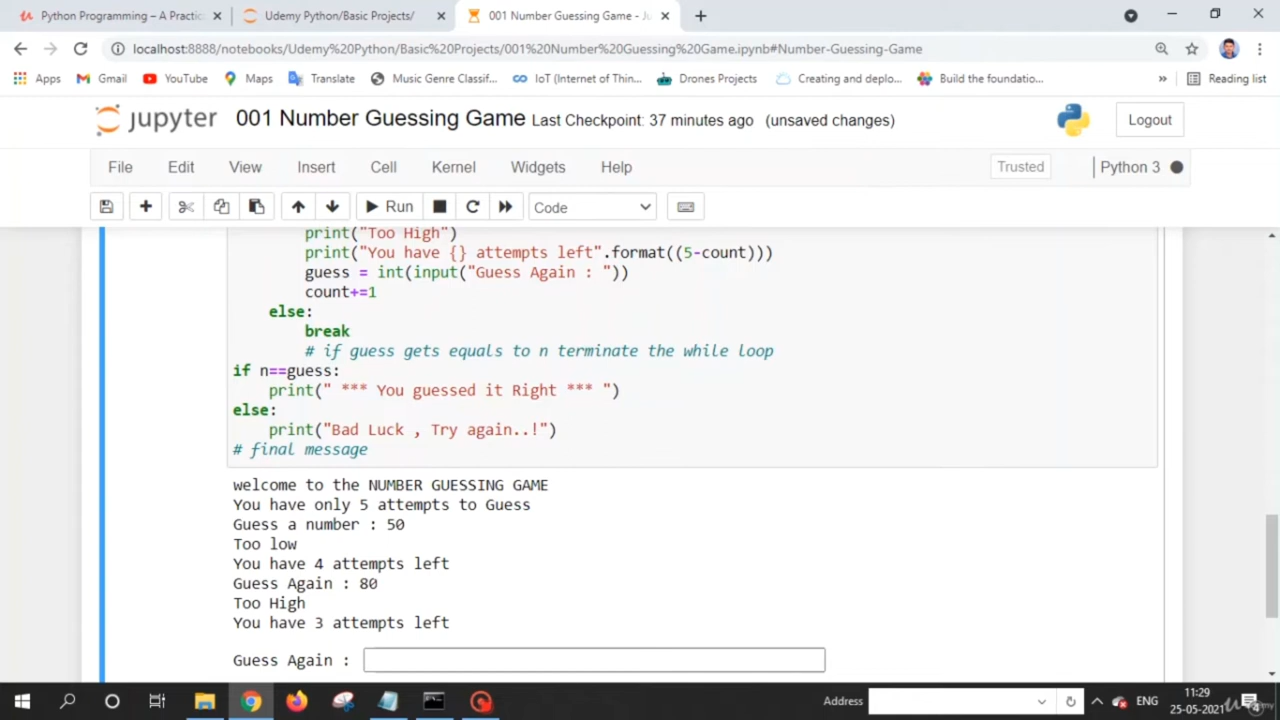 Python Programming – A Practic
Udemy Python/Basic Projects/
001 Number Guessing Game - Ju
localhost:8888/notebooks/Udemy%20Python/Basic%20Projects/001%20Number%20Guessing%20Game.ipynb#Number-Guessing-Game
Apps
Gmail
YouTube
Maps
Translate
Music Genre Classif...
IoT (Internet of Thin...
Drones Projects
Creating and deplo...
Build the foundatio...
»
Reading list
jupyter 001 Number Guessing Game Last Checkpoint: 37 minutes ago (unsaved changes)
Logout
File Edit View Insert Cell Kernel Widgets Help
Trusted
Python 3
Run
Code
print("Too High")
print("You have {} attempts left".format((5-count)))
guess = int(input("Guess Again : "))
count+=1
else:
break
# if guess gets equals to n terminate the while loop
if n==guess:
print(" *** You guessed it Right *** ")
else:
print("Bad Luck , Try again..!")
# final message
welcome to the NUMBER GUESSING GAME
You have only 5 attempts to Guess
Guess a number : 50
Too low
You have 4 attempts left
Guess Again : 80
Too High
You have 3 attempts left
Guess Again :
Address
ENG
11:29
25-05-2021